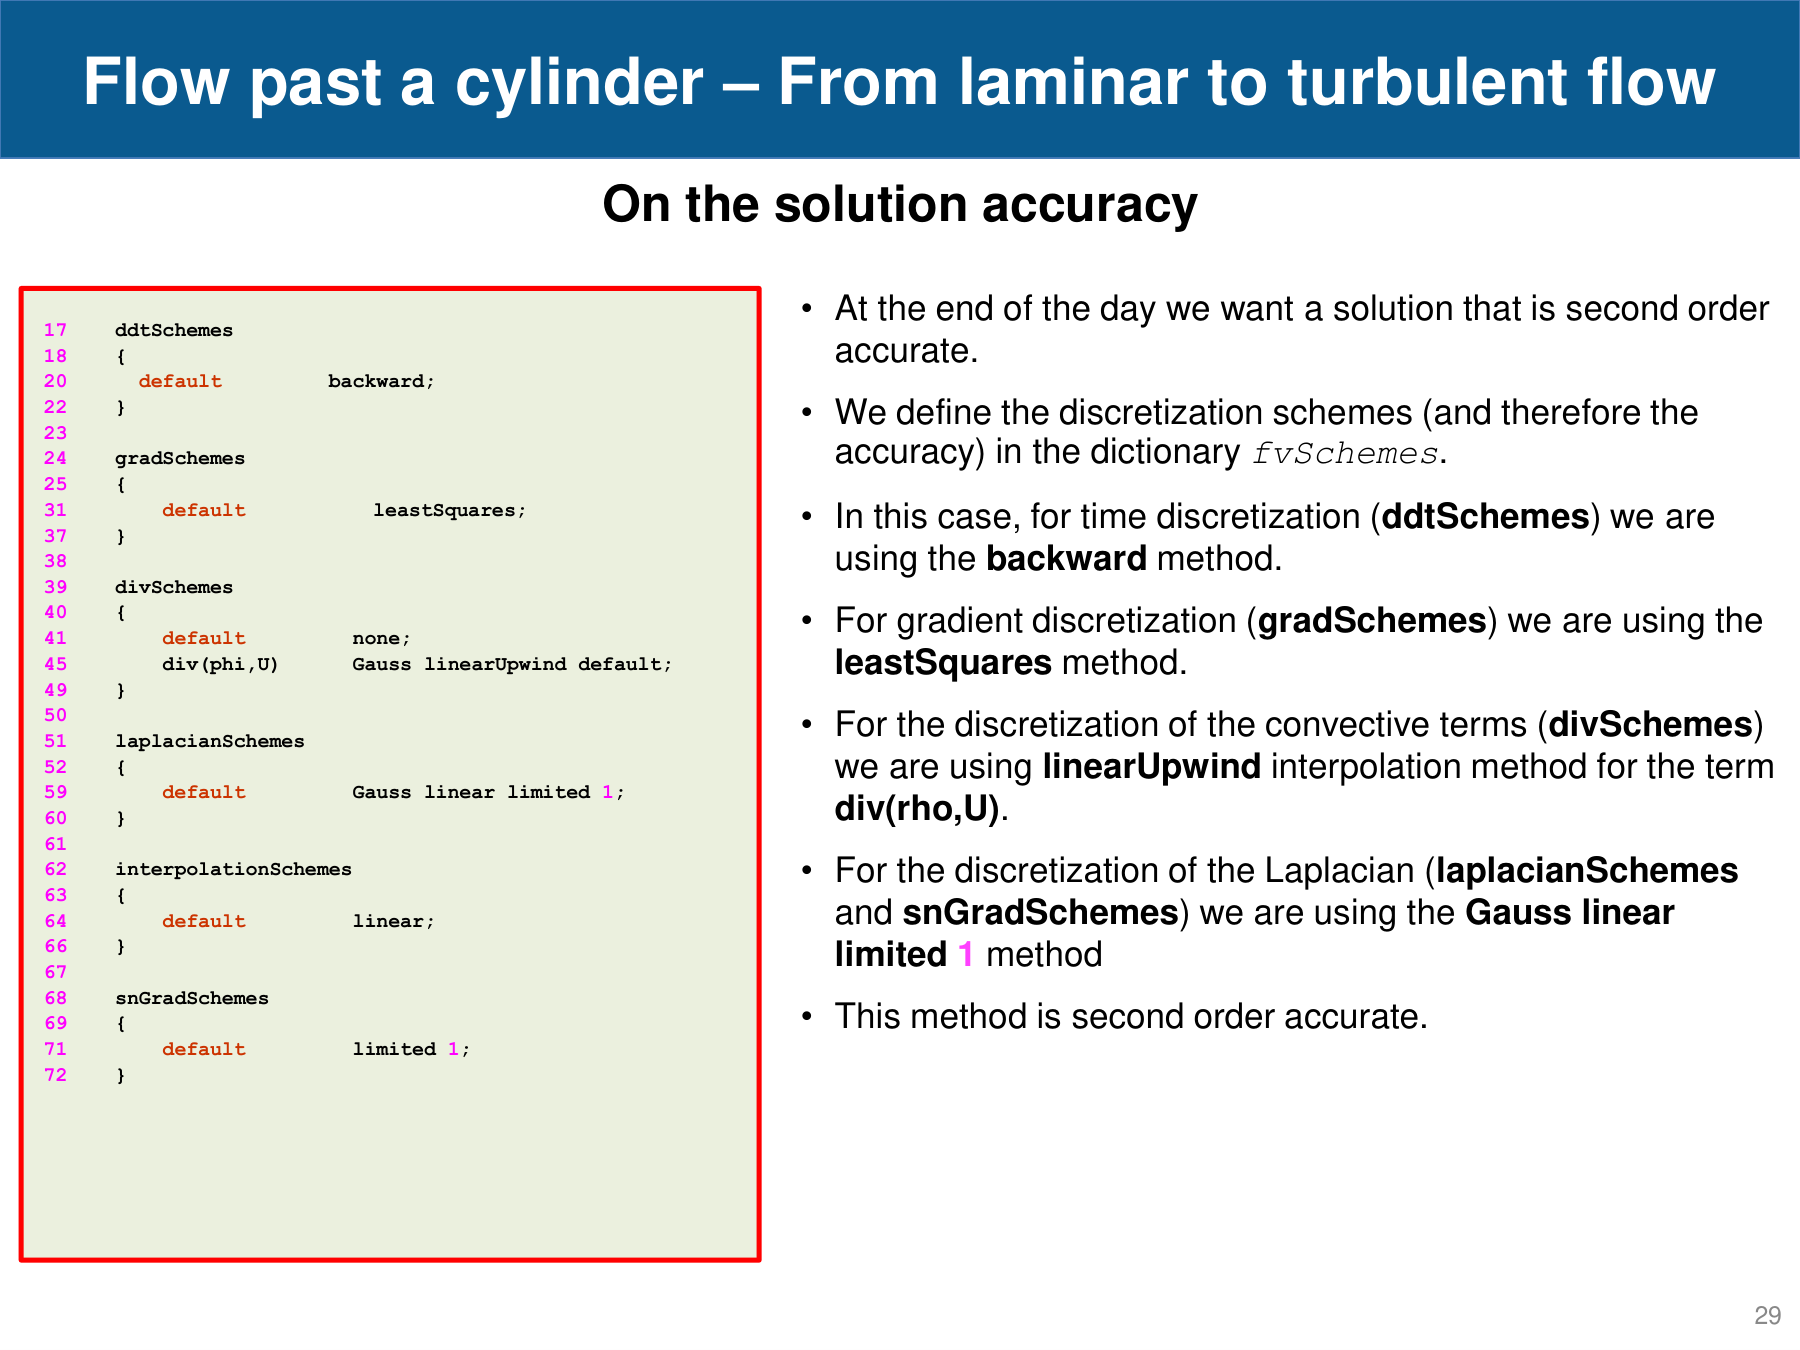 Flow past a cylinder – From laminar to turbulent flow
On the solution accuracy
17    ddtSchemes
18    {
20      default         backward;
22    }
23
24    gradSchemes
25    {
31        default           leastSquares;
37    }
38
39    divSchemes
40    {
41        default         none;
45        div(phi,U)      Gauss linearUpwind default;
49    }
50
51    laplacianSchemes
52    {
59        default         Gauss linear limited 1;
60    }
61
62    interpolationSchemes
63    {
64        default         linear;
66    }
67
68    snGradSchemes
69    {
71        default         limited 1;
72    }
• At the end of the day we want a solution that is second order
accurate.
• We define the discretization schemes (and therefore the
accuracy) in the dictionary fvSchemes.
• In this case, for time discretization (ddtSchemes) we are
using the backward method.
• For gradient discretization (gradSchemes) we are using the
leastSquares method.
• For the discretization of the convective terms (divSchemes)
we are using linearUpwind interpolation method for the term
div(rho,U).
• For the discretization of the Laplacian (laplacianSchemes
and snGradSchemes) we are using the Gauss linear
limited 1 method
• This method is second order accurate.
29